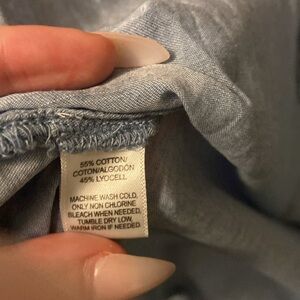 55% COTTON/
COTON/ALGODÓN
45% LYOCELL
MACHINE WASH COLD,
ONLY NON CHLORINE
BLEACH WHEN NEEDED,
TUMBLE DRY LOW,
WARM IRON IF NEEDED.